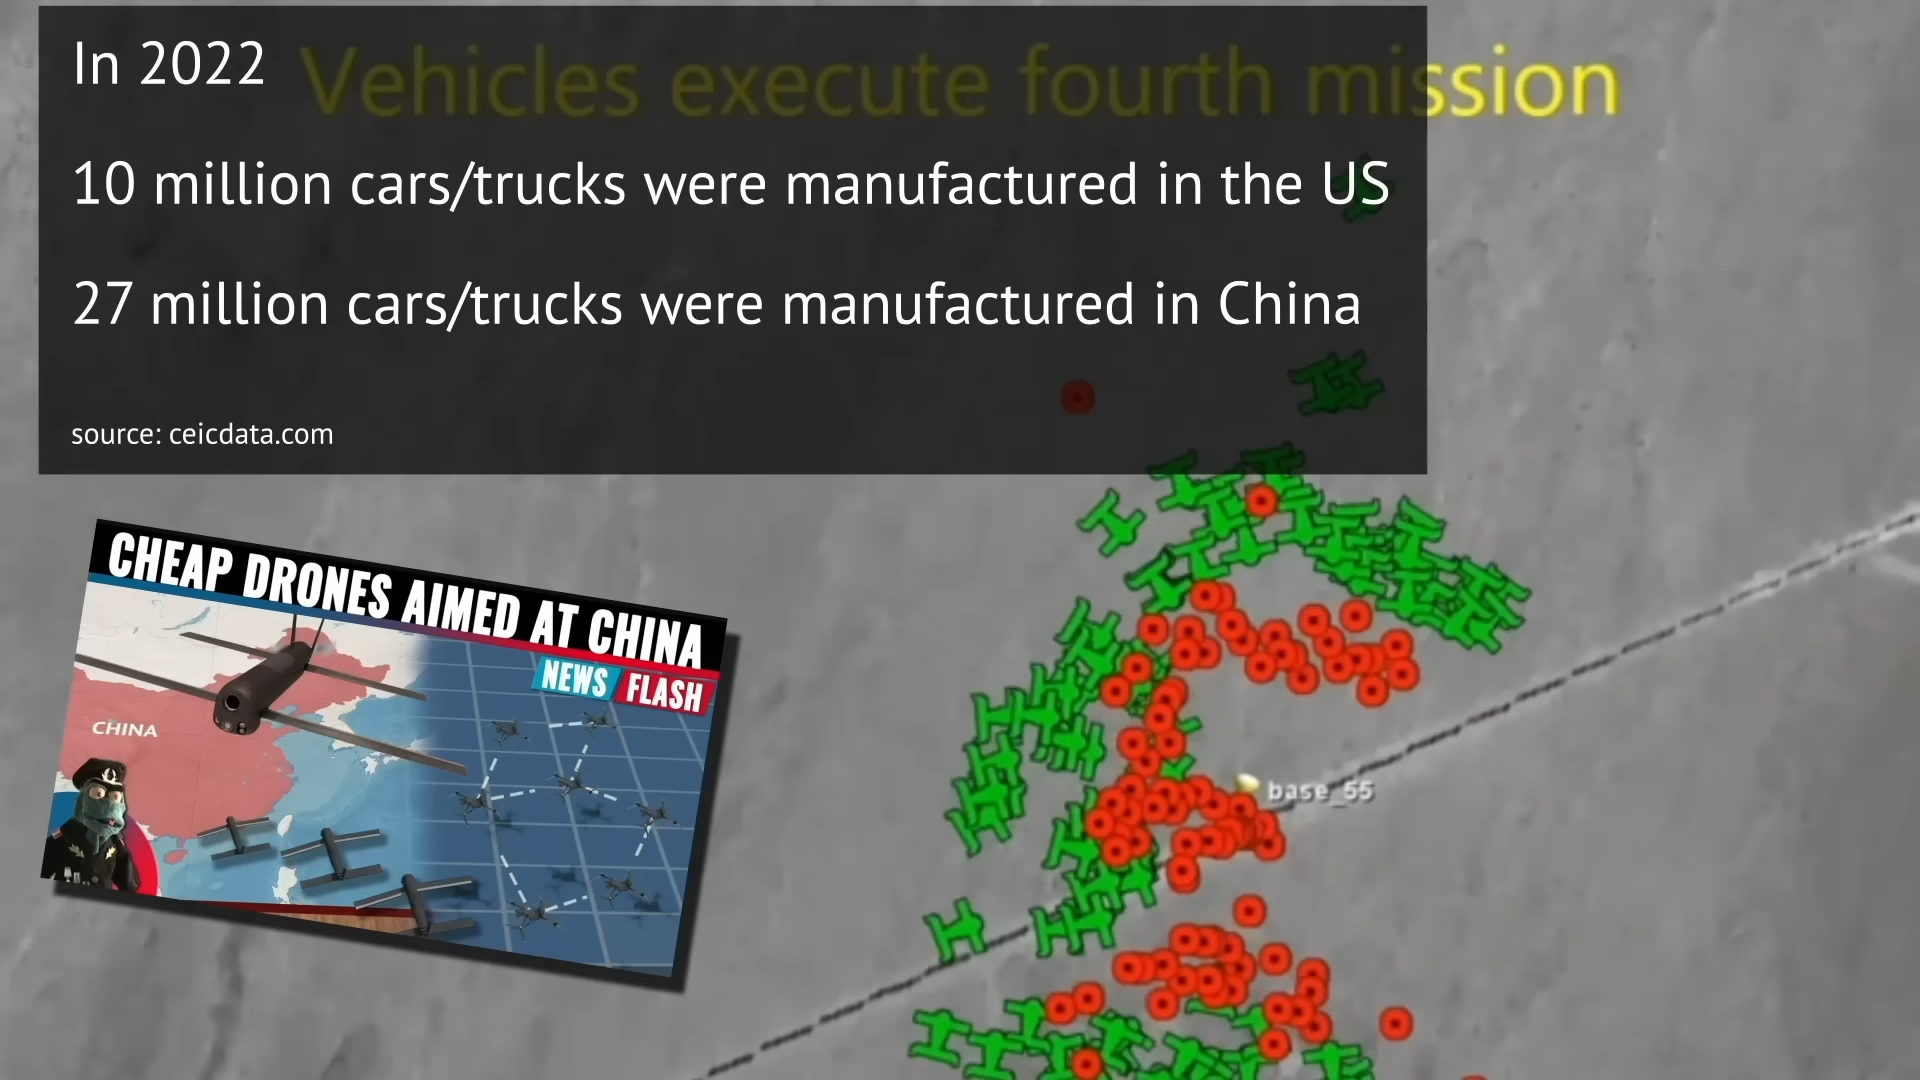 In 2022
Vehicles execute fourth mission
10 million cars/trucks were manufactured in the US
27 million cars/trucks were manufactured in China
source: ceicdata.com
CHEAP DRONES AIMED AT CHINA
NEWS FLASH
CHINA
base_55